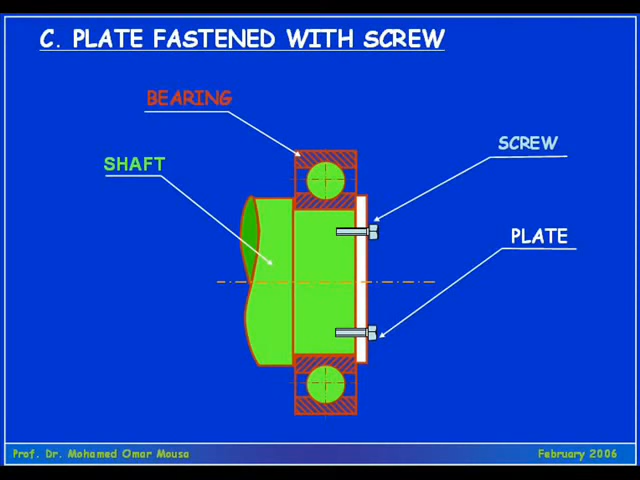 C. PLATE FASTENED WITH SCREW
BEARING
SCREW
SHAFT
PLATE
Prof. Dr. Mohamed Omar Mousa
February 2006